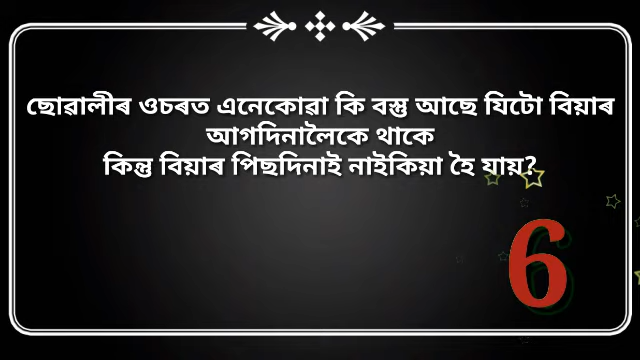 ছোৱালীৰ ওচৰত এনেকোৱা কি বস্তু আছে যিটো বিয়াৰ
আগদিনালৈকে থাকে
কিন্তু বিয়াৰ পিছদিনাই নাইকিয়া হৈ যায়?
6